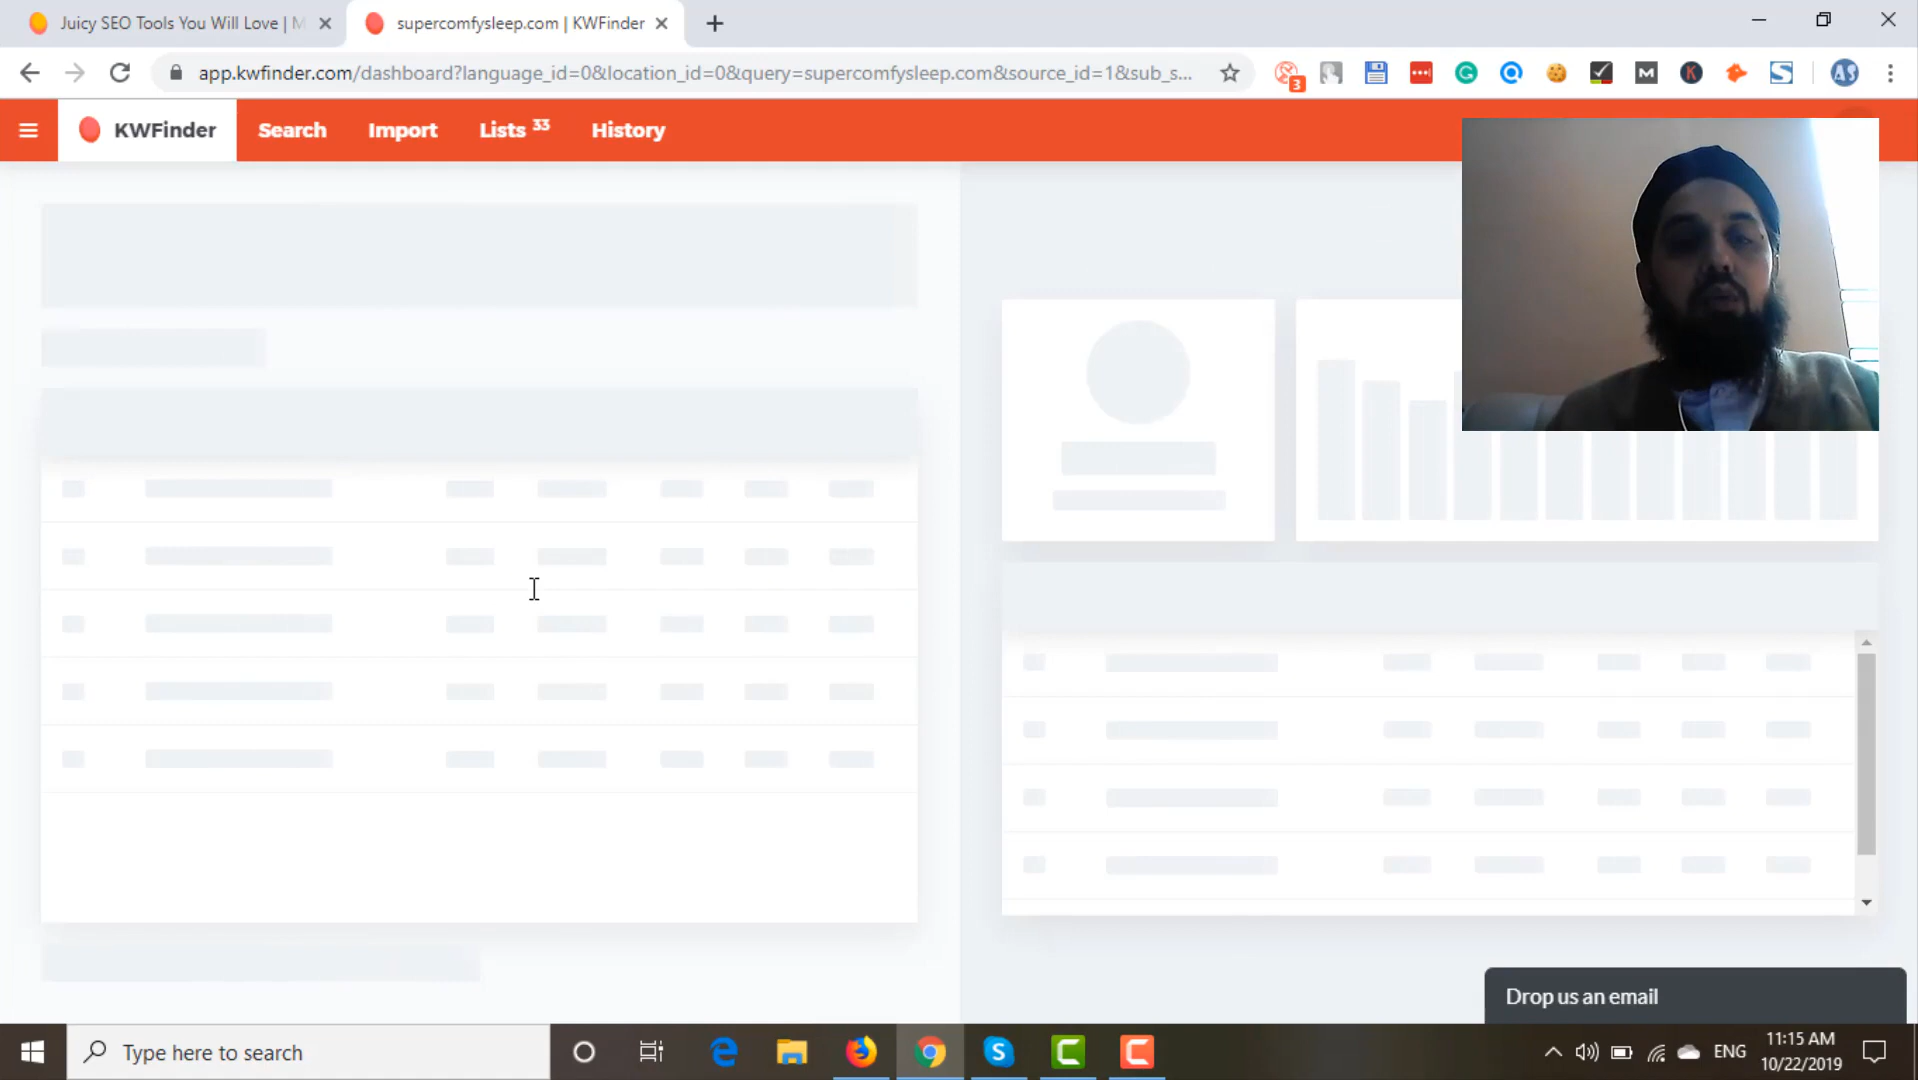 Juicy SEO Tools You Will Love | M
supercomfysleep.com | KWFinder
app.kwfinder.com/dashboard?language_id=0&location_id=0&query=supercomfysleep.com&source_id=1&sub_s...
3
AS
KWFinder
Search
Import
Lists 33
History
Drop us an email
Type here to search
ENG
11:15 AM
10/22/2019